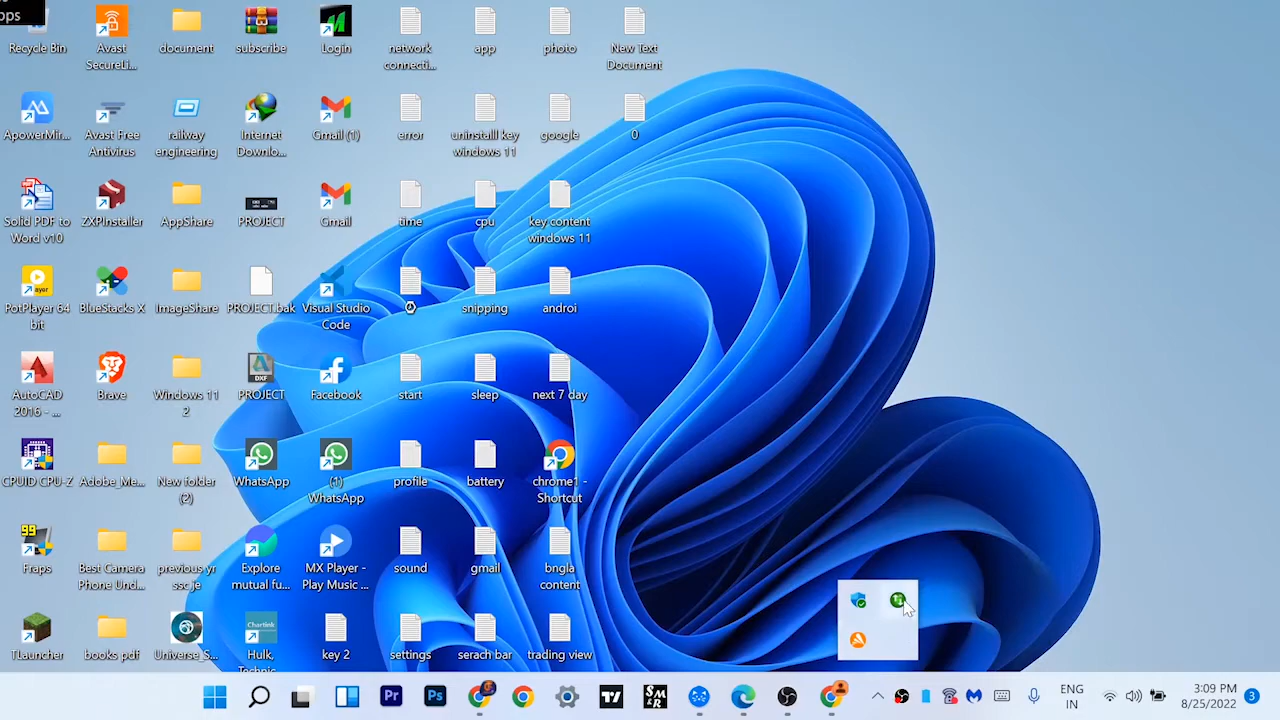 pps
Recycle Bin
Avast
SecureLi...
document
subscribe
Login
network
connecti...
app
photo
New Text
Document
ApowerMir...
Avast Free
Antivirus
railway
engineering
Internet
Downlo...
Gmail (1)
error
uninstalll key
windows 11
google
0
Solid PDF to
Word v10
ZXPInstaller
AppShare
PROJECT
Gmail
time
cpu
key content
windows 11
PotPlayer 64
bit
BlueStacks X
ImageShare
PROJECT.bak
Visual Studio
Code
snipping
androi
AutoCAD
2016 - ...
Brave
Windows 11
2
PROJECT
Facebook
start
sleep
next 7 day
CPUID CPU-Z
Adobe_Me...
New folder
(2)
WhatsApp
(1)
WhatsApp
profile
battery
chrome1 -
Shortcut
Fraps
Best Camera
Phone Und...
previous yr
ssc je
Explore
mutual fu...
MX Player -
Play Music ...
sound
gmail
bngla
content
TLauncher
books pdf
Universe_S...
Hulk,
Technic...
key 2
settings
serach bar
trading view
ENG
IN
3:09 PM
8/25/2022
3